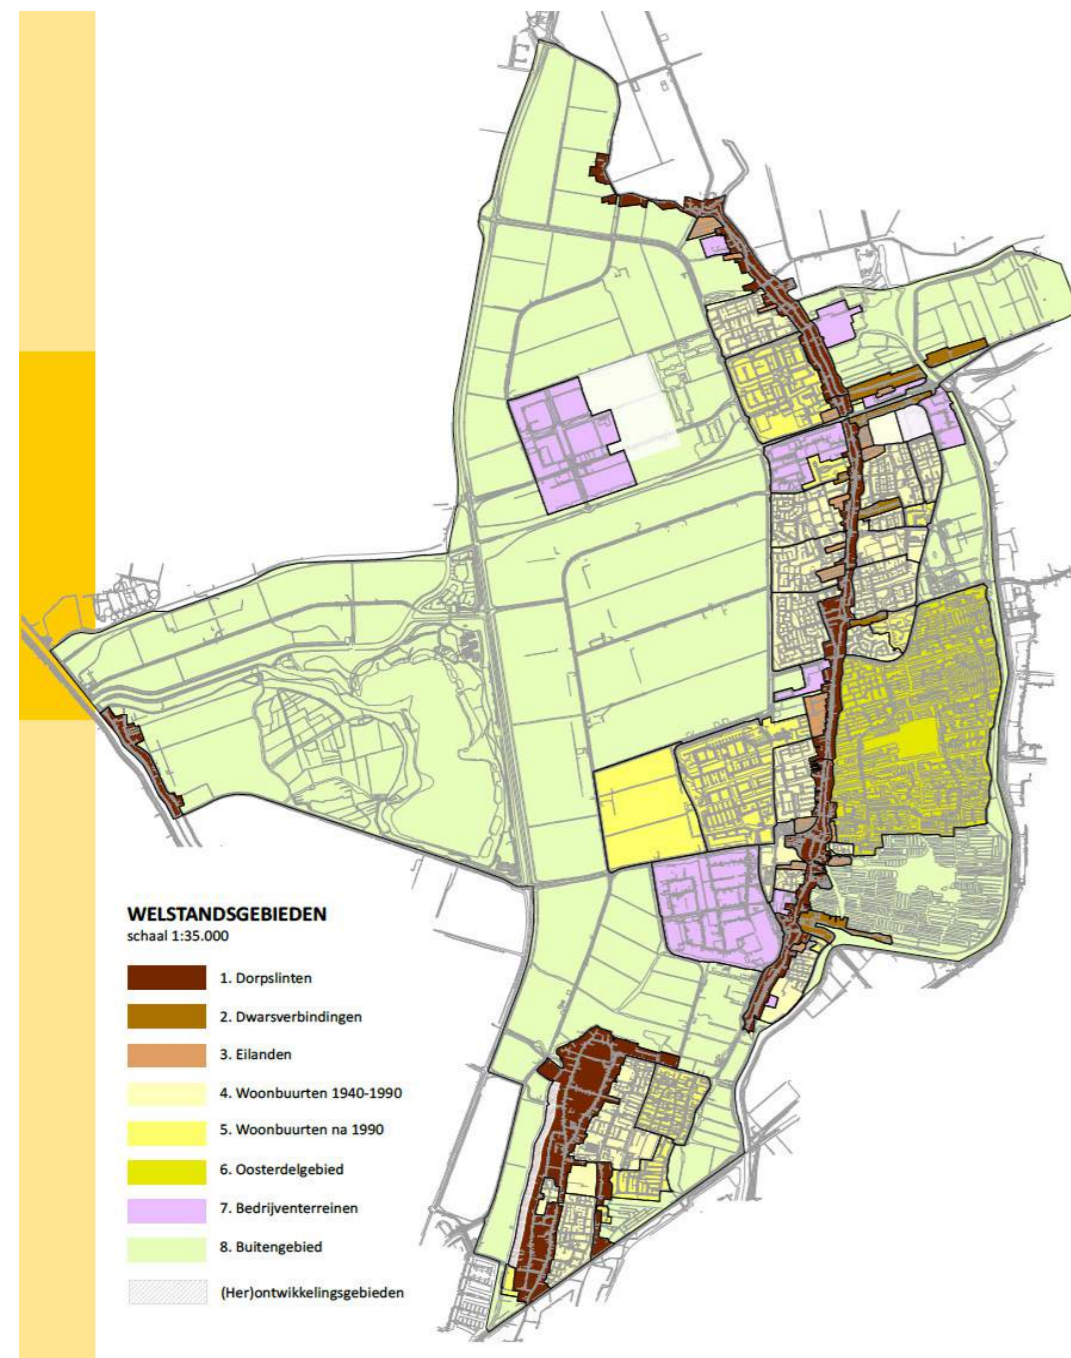 WELSTANDSGEBIEDEN
schaal 1:35.000
1. Dorpslinten
2. Dwarsverbindingen
3. Eilanden
4. Woonbuurten 1940-1990
5. Woonbuurten na 1990
6. Oosterdelgebied
7. Bedrijventerreinen
8. Buitengebied
(Her)ontwikkelingsgebieden